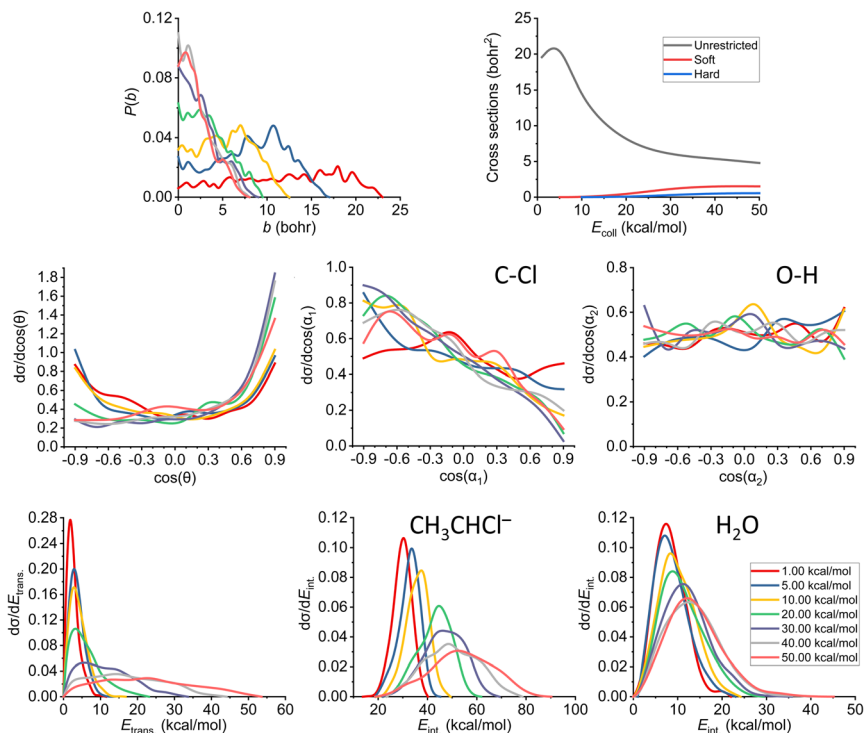 0.12
0.08
0.04
0.00
P(b)
0 5 10 15 20 25
b (bohr)
25
20
15
10
5
0
Cross sections (bohr²)
0 10 20 30 40 50
E_coll (kcal/mol)
Unrestricted
Soft
Hard
1.8
1.6
1.4
1.2
1.0
0.8
0.6
0.4
0.2
0.0
dσ/dcos(θ)
-0.9 -0.6 -0.3 0.0 0.3 0.6 0.9
cos(θ)
C-Cl
1.0
0.8
0.6
0.4
0.2
0.0
dσ/dcos(α₁)
-0.9 -0.6 -0.3 0.0 0.3 0.6 0.9
cos(α₁)
O-H
0.8
0.6
0.4
0.2
0.0
dσ/dcos(α₂)
-0.9 -0.6 -0.3 0.0 0.3 0.6 0.9
cos(α₂)
0.28
0.24
0.20
0.16
0.12
0.08
0.04
0.00
dσ/dE_trans.
0 10 20 30 40 50 60
E_trans. (kcal/mol)
CH₃CHCl⁻
0.12
0.10
0.08
0.06
0.04
0.02
0.00
dσ/dE_int.
20 40 60 80 100
E_int. (kcal/mol)
H₂O
0.12
0.10
0.08
0.06
0.04
0.02
0.00
dσ/dE_int.
0 10 20 30 40 50
E_int. (kcal/mol)
1.00 kcal/mol
5.00 kcal/mol
10.00 kcal/mol
20.00 kcal/mol
30.00 kcal/mol
40.00 kcal/mol
50.00 kcal/mol